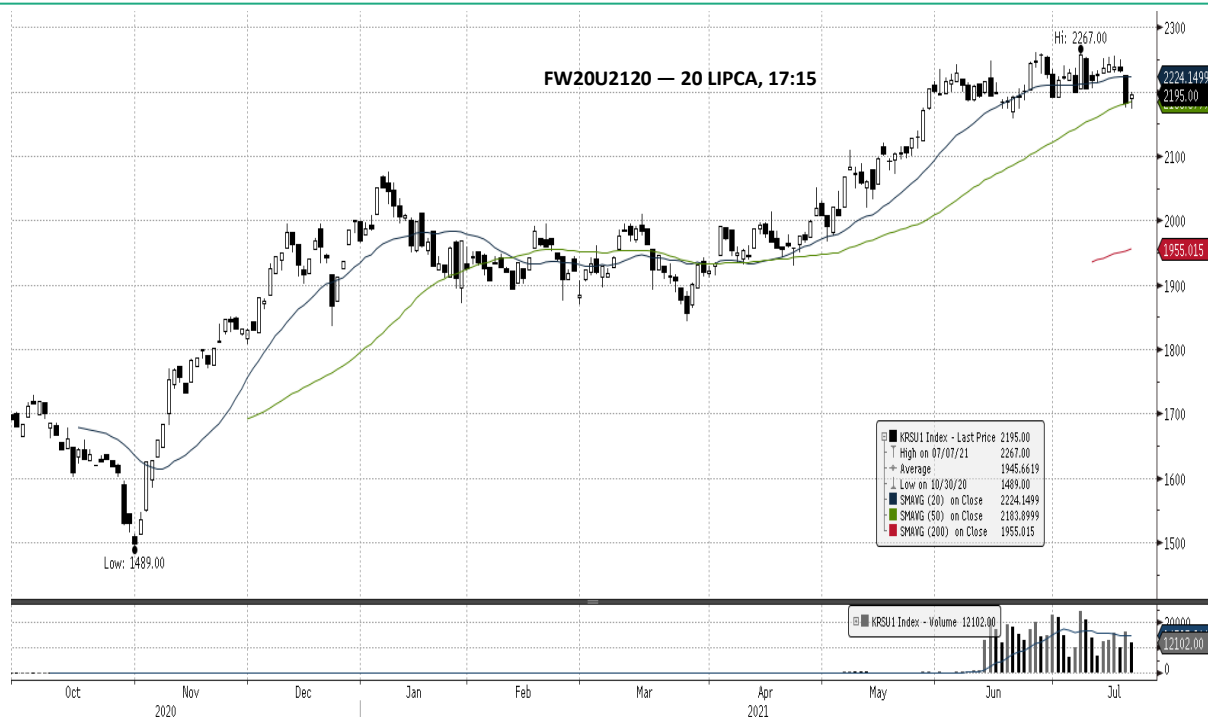 2300
Hi: 2267.00
FW20U2120 — 20 LIPCA, 17:15
2224.1499
2195.00
2100
2000
1955.015
1900
1800
1700
KRSU1 Index - Last Price 2195.00
High on 07/07/21 2267.00
Average 1945.6619
Low on 10/30/20 1489.00
SMAVG (20) on Close 2224.1499
SMAVG (50) on Close 2183.8999
SMAVG (200) on Close 1955.015
1600
1500
Low: 1489.00
KRSU1 Index - Volume 12102.00
20000
12102.00
0
Oct Nov Dec Jan Feb Mar Apr May Jun Jul
2020 2021